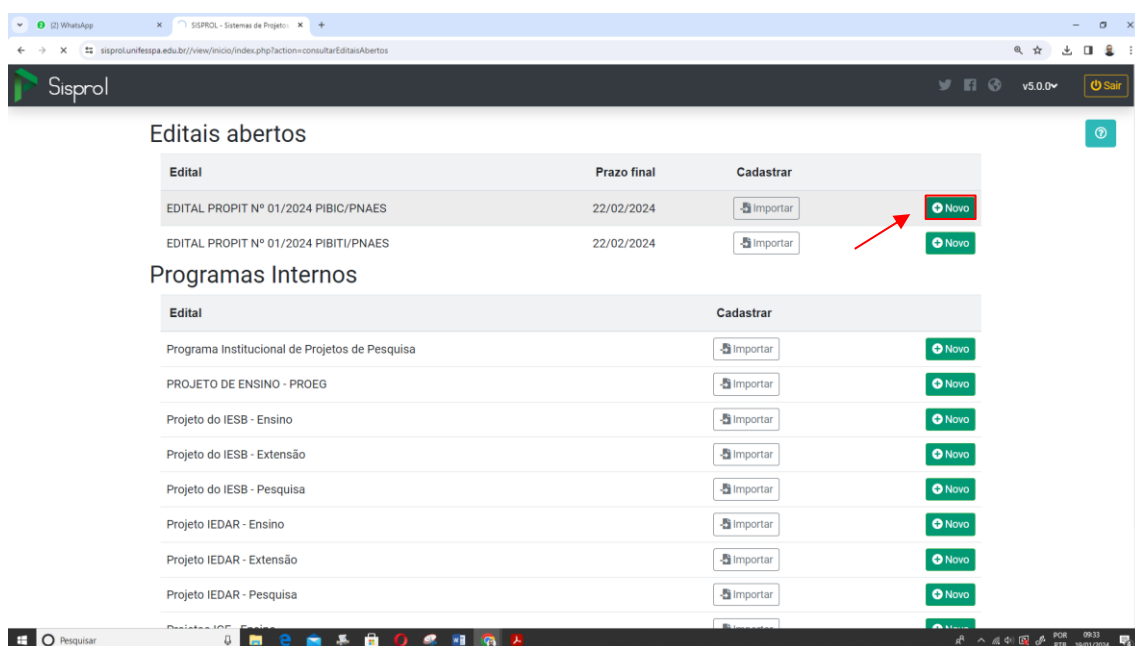 (2) WhatsApp
SISPROL - Sistemas de Projetos
sisprol.unifesspa.edu.br//view/inicio/index.php?action=consultarEditaisAbertos
Sisprol
v5.0.0
Sair
Editais abertos
Edital Prazo final Cadastrar
EDITAL PROPIT Nº 01/2024 PIBIC/PNAES 22/02/2024 Importar Novo
EDITAL PROPIT Nº 01/2024 PIBITI/PNAES 22/02/2024 Importar Novo
Programas Internos
Edital Cadastrar
Programa Institucional de Projetos de Pesquisa Importar Novo
PROJETO DE ENSINO - PROEG Importar Novo
Projeto do IESB - Ensino Importar Novo
Projeto do IESB - Extensão Importar Novo
Projeto do IESB - Pesquisa Importar Novo
Projeto IEDAR - Ensino Importar Novo
Projeto IEDAR - Extensão Importar Novo
Projeto IEDAR - Pesquisa Importar Novo
Pesquisar
POR 09:33
PTB 19/01/2024